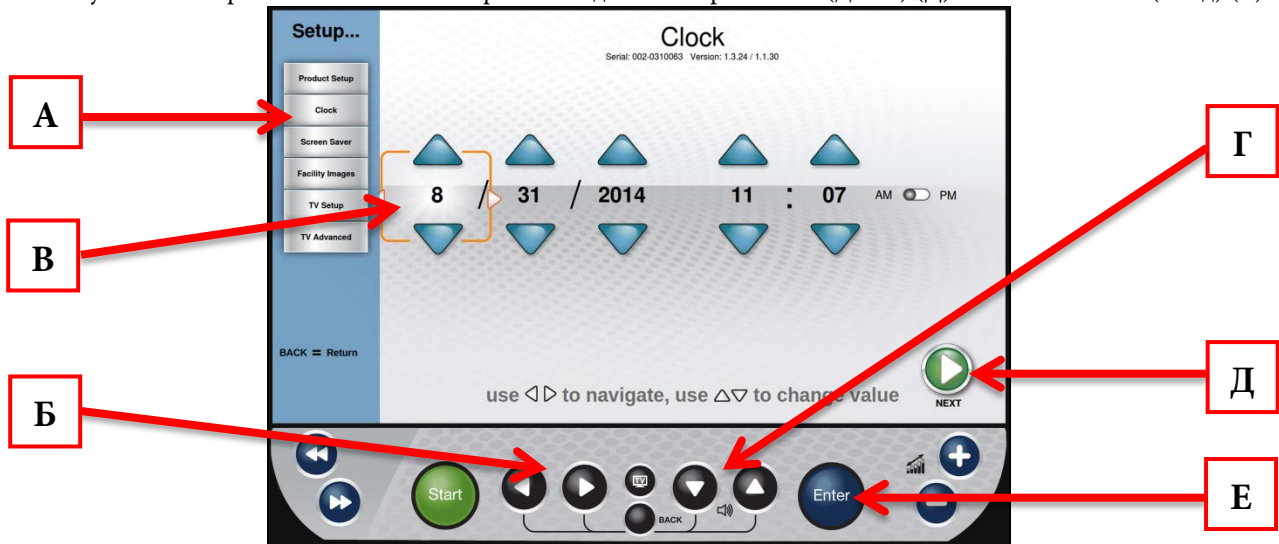 Setup...
Clock
Serial: 002-0310063 Version: 1.3.24 / 1.1.30
Product Setup
Clock
Screen Saver
Facility Images
TV Setup
TV Advanced
8 / 31 / 2014 11 : 07 AM PM
BACK = Return
use ◁ ▷ to navigate, use △▽ to change value
NEXT
Start
TV
BACK
Enter
А
Б
В
Г
Д
Е